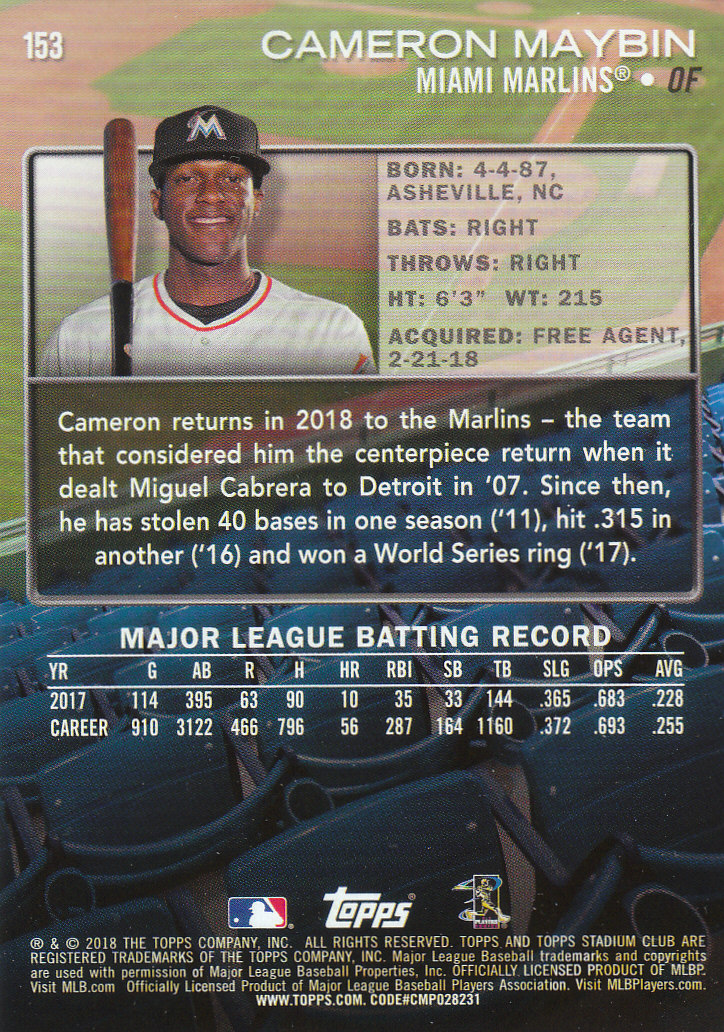 153
CAMERON MAYBIN
MIAMI MARLINS® • OF
BORN: 4-4-87,
ASHEVILLE, NC
BATS: RIGHT
THROWS: RIGHT
HT: 6'3" WT: 215
ACQUIRED: FREE AGENT,
2-21-18
Cameron returns in 2018 to the Marlins – the team
that considered him the centerpiece return when it
dealt Miguel Cabrera to Detroit in '07. Since then,
he has stolen 40 bases in one season ('11), hit .315 in
another ('16) and won a World Series ring ('17).
MAJOR LEAGUE BATTING RECORD
YR G AB R H HR RBI SB TB SLG OPS AVG
2017 114 395 63 90 10 35 33 144 .365 .683 .228
CAREER 910 3122 466 796 56 287 164 1160 .372 .693 .255
Topps®
PLAYERS
® & © 2018 THE TOPPS COMPANY, INC. ALL RIGHTS RESERVED. TOPPS AND TOPPS STADIUM CLUB ARE
REGISTERED TRADEMARKS OF THE TOPPS COMPANY, INC. Major League Baseball trademarks and copyrights
are used with permission of Major League Baseball Properties, Inc. OFFICIALLY LICENSED PRODUCT OF MLBP.
Visit MLB.com Officially Licensed Product of Major League Baseball Players Association. Visit MLBPlayers.com.
WWW.TOPPS.COM. CODE#CMP028231